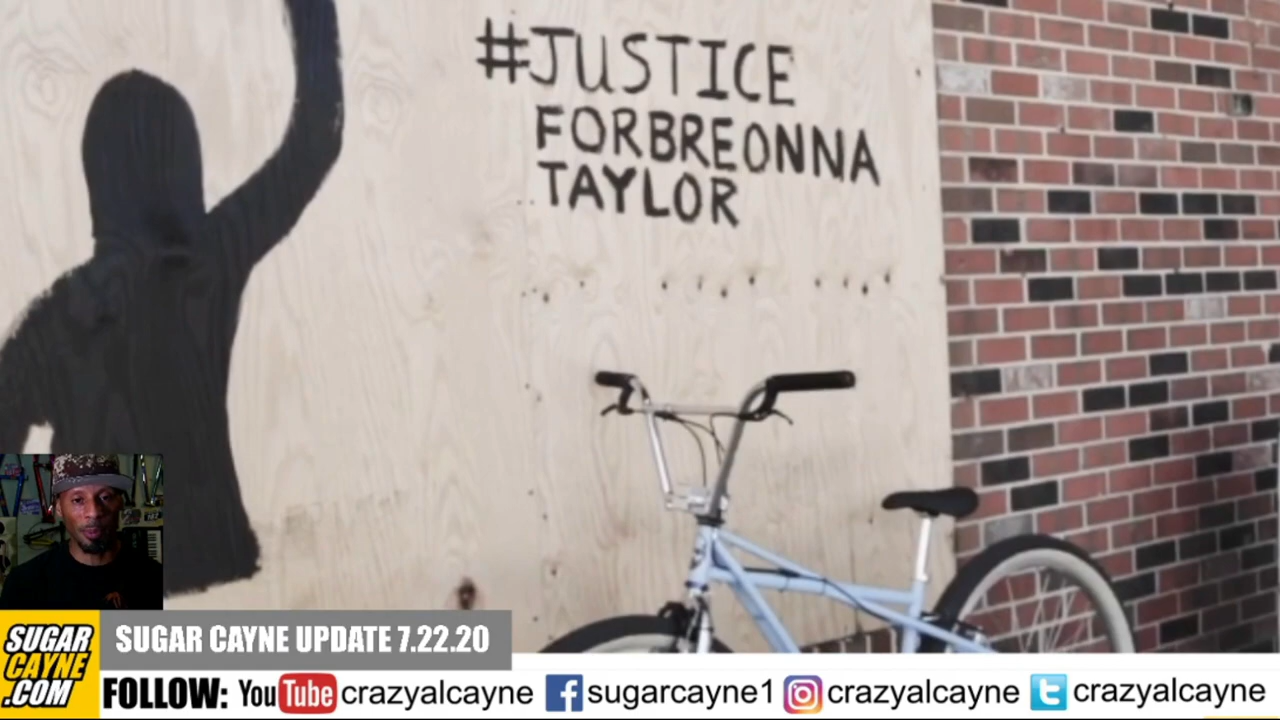 #JUSTICE
FORBREONNA
TAYLOR
SUGAR
CAYNE
.COM
SUGAR CAYNE UPDATE 7.22.20
FOLLOW: YouTube crazyalcayne sugarcayne1 crazyalcayne crazyalcayne